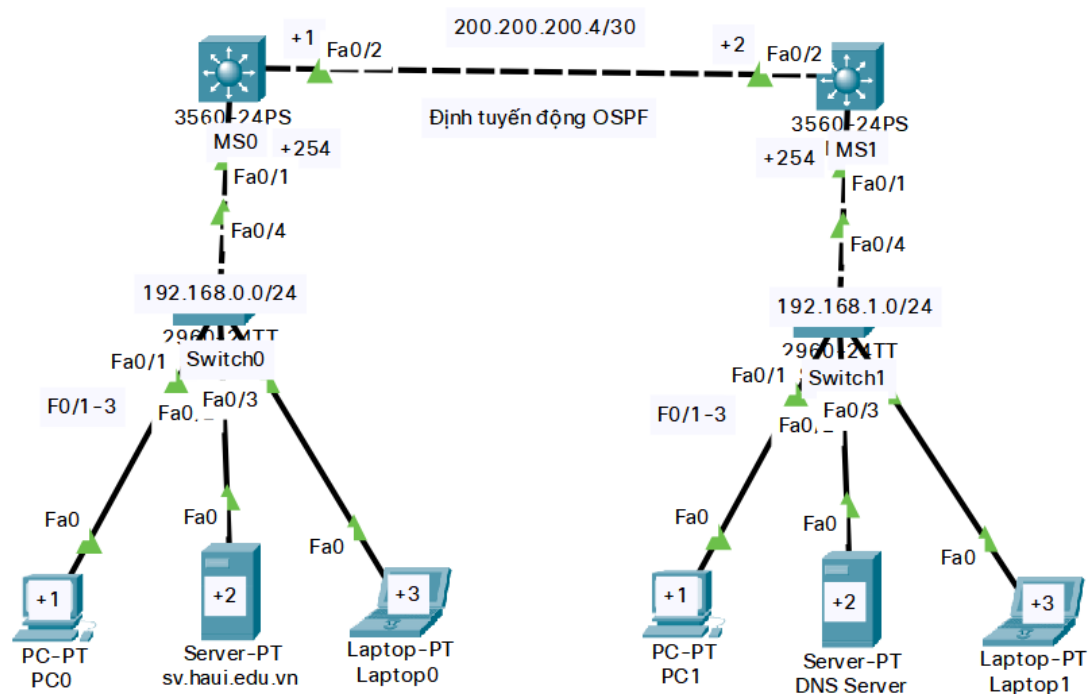 200.200.200.4/30
+1
Fa0/2
+2
Fa0/2
Định tuyến động OSPF
3560-24PS
MS0
+254
Fa0/1
Fa0/4
3560-24PS
MS1
+254
Fa0/1
Fa0/4
192.168.0.0/24
2960-24TT
Switch0
Fa0/1
Fa0/3
F0/1-3
192.168.1.0/24
2960-24TT
Switch1
Fa0/1
Fa0/3
F0/1-3
Fa0
Fa0
Fa0
Fa0
Fa0
Fa0
+1
+2
+3
+1
+2
+3
PC-PT
PC0
Server-PT
sv.haui.edu.vn
Laptop-PT
Laptop0
PC-PT
PC1
Server-PT
DNS Server
Laptop-PT
Laptop1